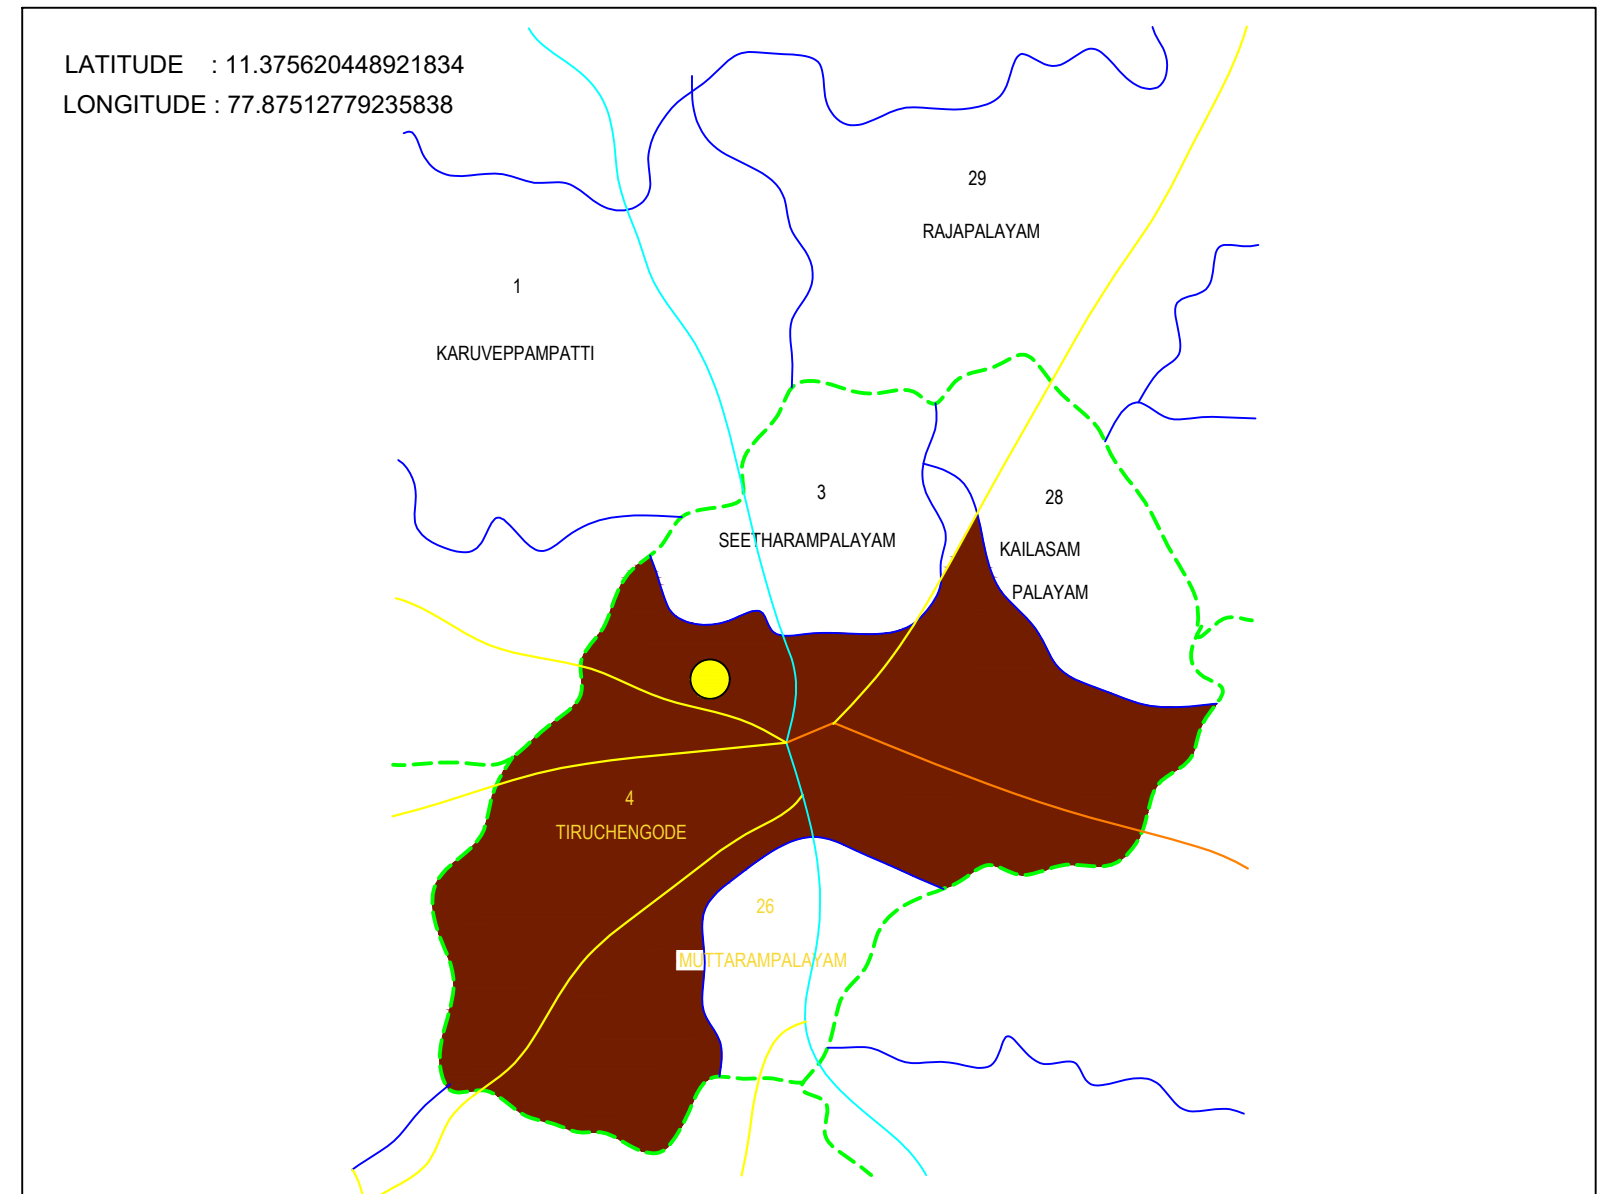 LATITUDE : 11.375620448921834
LONGITUDE : 77.87512779235838
29
RAJAPALAYAM
1
KARUVEPPAMPATTI
3
SEETHARAMPALAYAM
28
KAILASAM
PALAYAM
4
TIRUCHENGODE
26
MUTTARAMPALAYAM